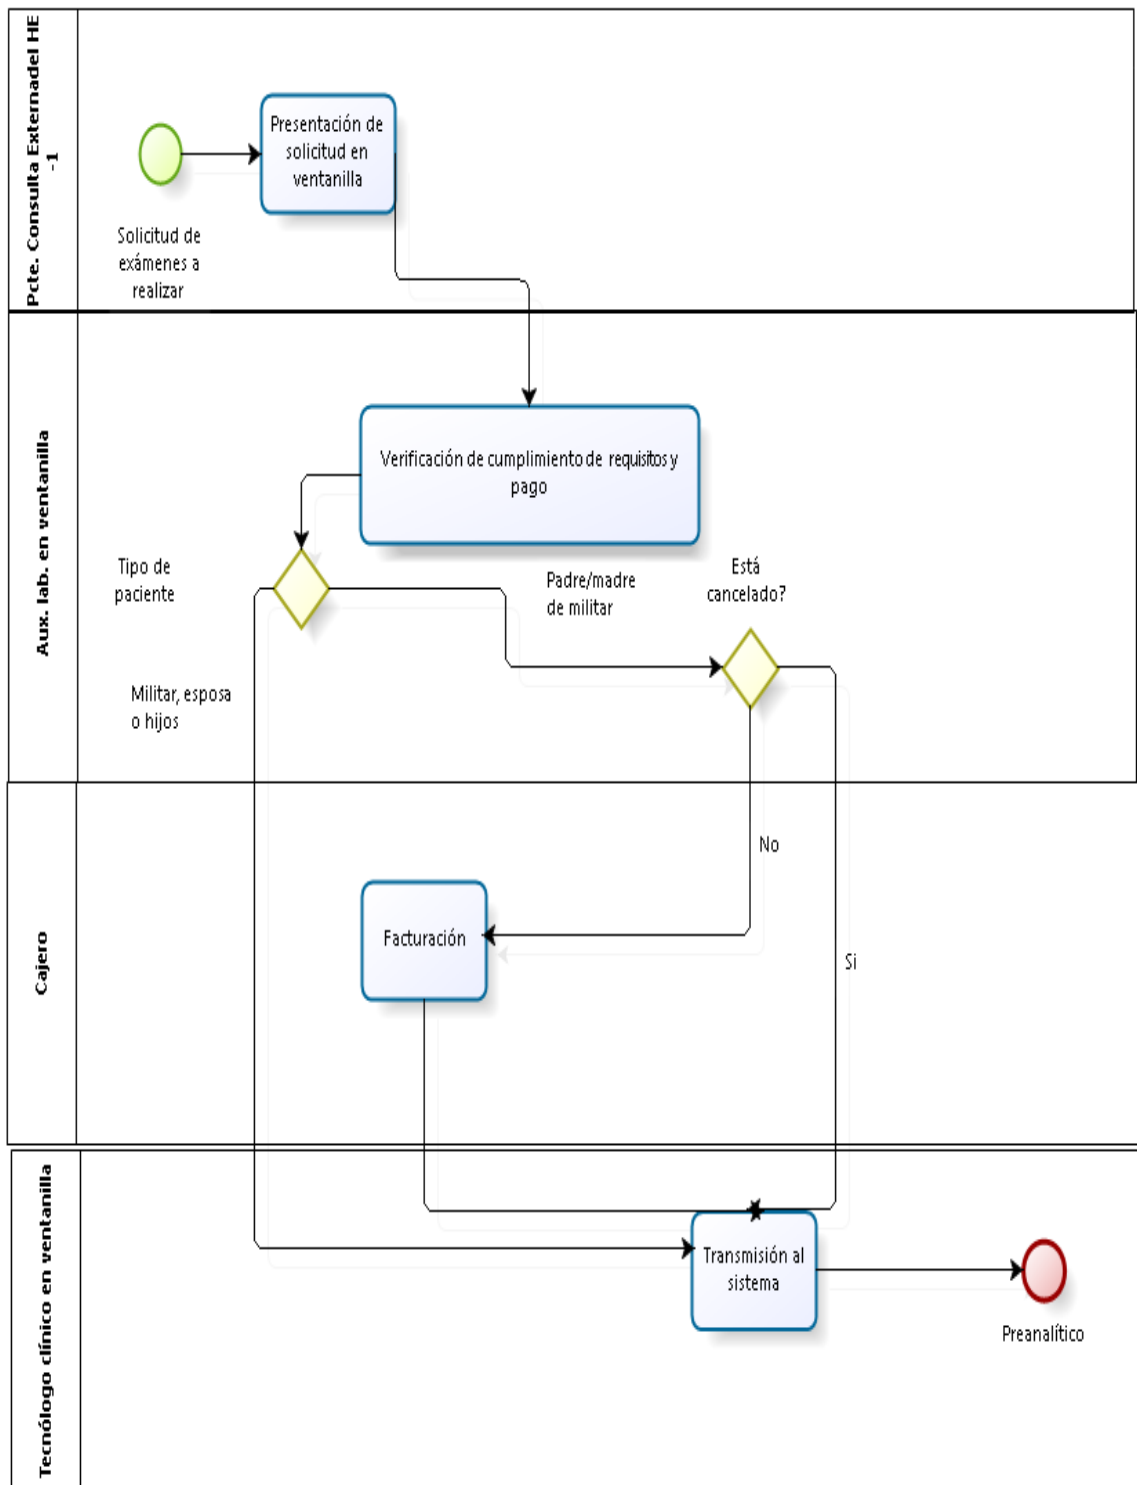 Pcte. Consulta Externadel HE
-1
Presentación de
solicitud en
ventanilla
Solicitud de
exámenes a
realizar
Aux. lab. en ventanilla
Verificación de cumplimiento de requisitos y
pago
Tipo de
paciente
Padre/madre
de militar
Está
cancelado?
Militar, esposa
o hijos
Cajero
No
Facturación
Si
Tecnólogo clínico en ventanilla
Transmisión al
sistema
Preanalítico